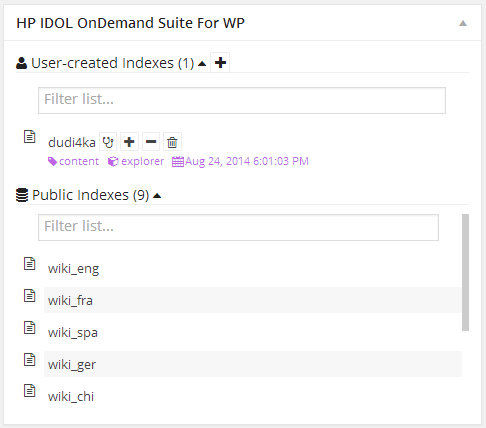 HP IDOL OnDemand Suite For WP
User-created Indexes (1)
Filter list...
dudi4ka
content explorer Aug 24, 2014 6:01:03 PM
Public Indexes (9)
Filter list...
wiki_eng
wiki_fra
wiki_spa
wiki_ger
wiki_chi